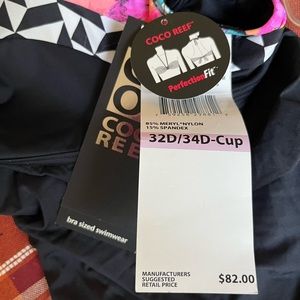 COCO REEF
PerfectionFit™
85% MERYL®NYLON
15% SPANDEX
32D/34D-Cup
COCO
REEF
bra sized swimwear
MANUFACTURERS
SUGGESTED
RETAIL PRICE
$82.00